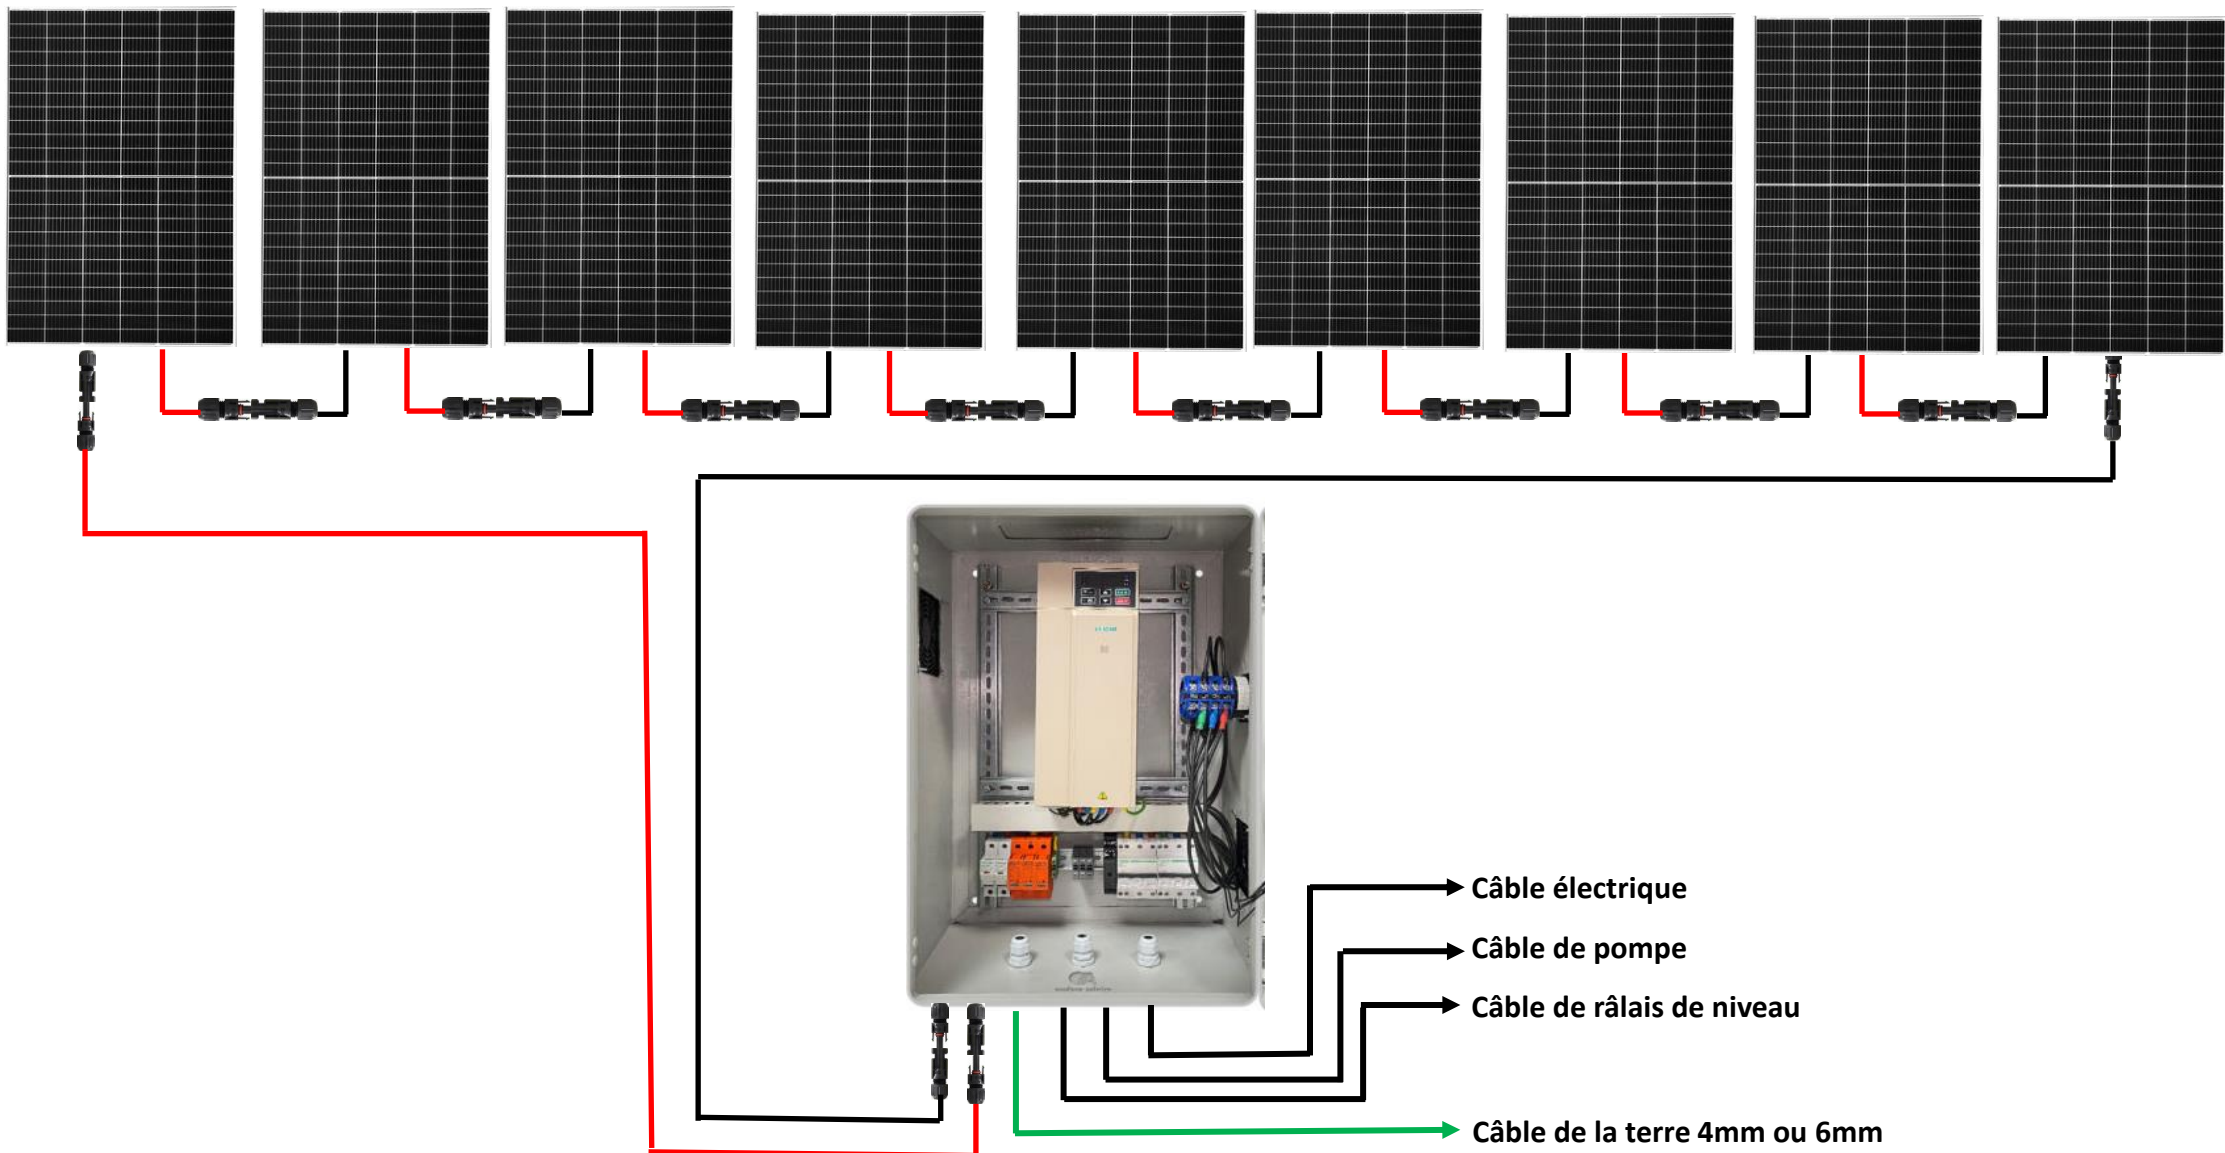 Câble électrique
Câble de pompe
Câble de râlais de niveau
Câble de la terre 4mm ou 6mm